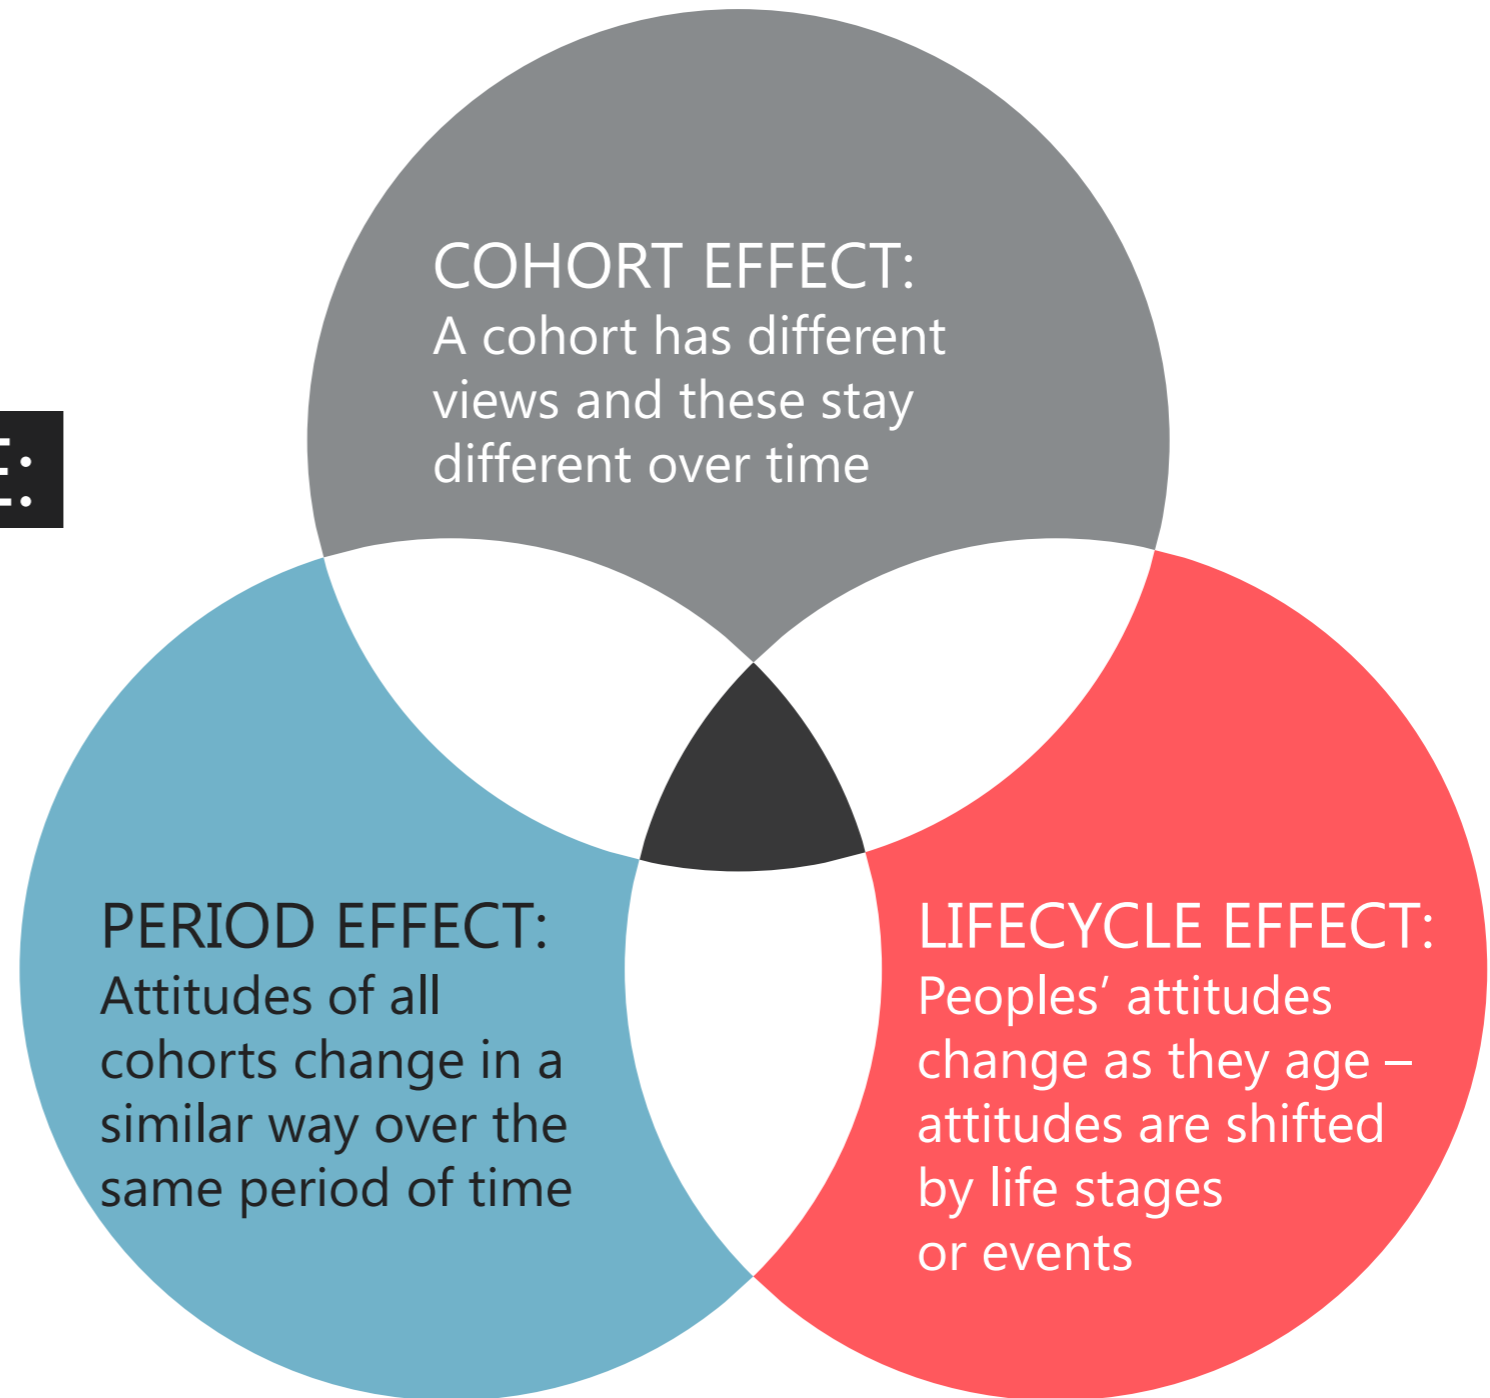 COHORT EFFECT:
A cohort has different
views and these stay
different over time
E:
PERIOD EFFECT:
Attitudes of all
cohorts change in a
similar way over the
same period of time
LIFECYCLE EFFECT:
Peoples’ attitudes
change as they age –
attitudes are shifted
by life stages
or events